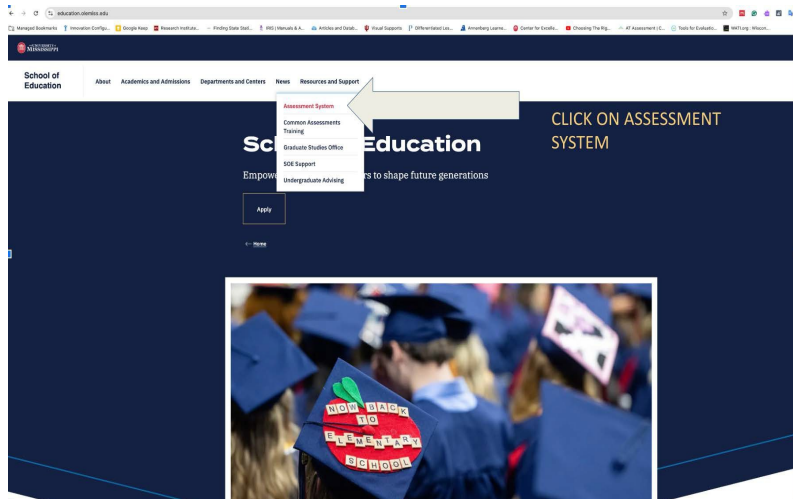 education.olemiss.edu
Managed Bookmarks Innovation Configu... Google Keep Research Institute... Finding State Stad... IRIS | Manuals & A... Articles and Datab... Visual Supports Differentiated Les... Annenberg Learne... Center for Excelle... Choosing The Rig... AT Assessment | C... Tools for Evaluatio... WATI.org : Wiscon...
UNIVERSITY
MISSISSIPPI
School of
Education
About Academics and Admissions Departments and Centers News Resources and Support
Assessment System
Common Assessments
Training
Graduate Studies Office
SOE Support
Undergraduate Advising
CLICK ON ASSESSMENT
SYSTEM
Sc Education
Empowe rs to shape future generations
Apply
← Home
NOW BACK
TO
ELEMENTARY
SCHOOL